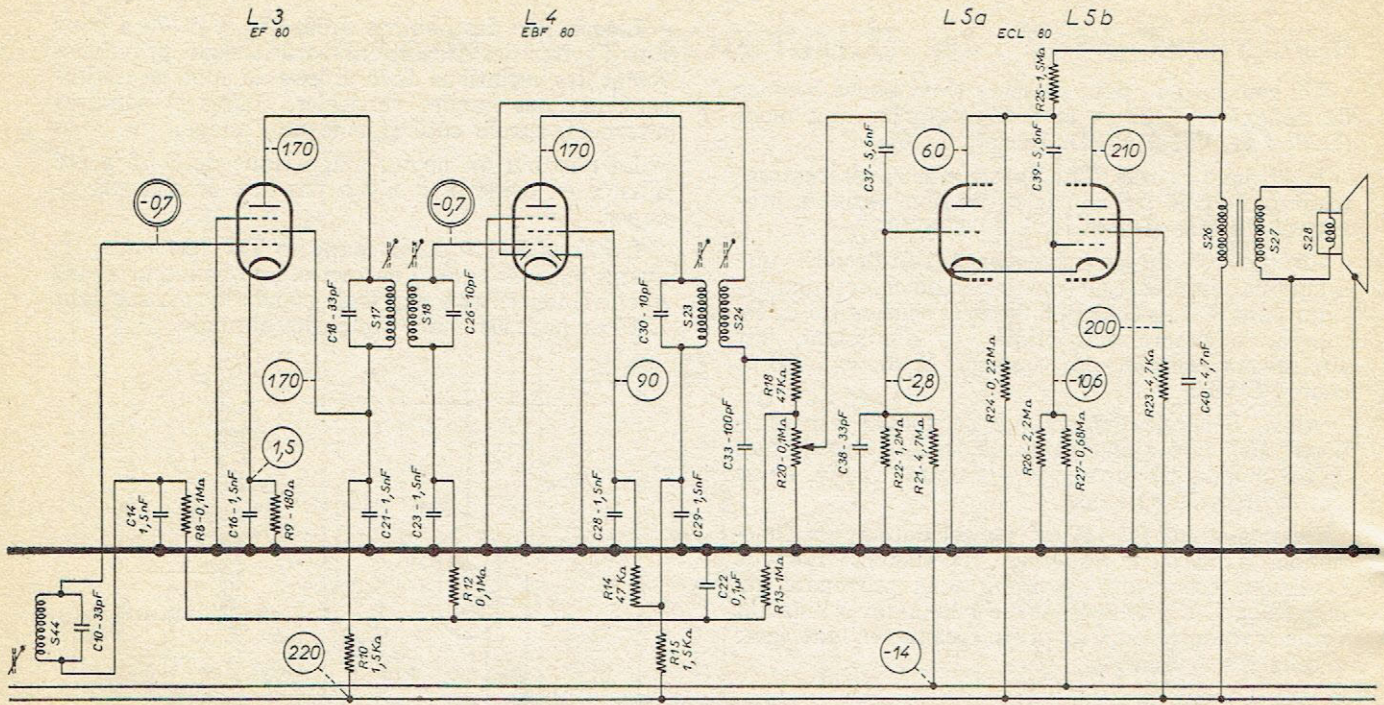 L 3
EF 80
L 4
EBF 80
L 5a
L 5b
ECL 80
R25-1,5MΩ
170
170
C37-5,6nF
60
C39-5,6nF
210
-0,7
-0,7
C18-33pF
S17
S18
C26-10pF
C30-10pF
S23
S24
S26
S27
S28
170
90
R18
47KΩ
-2,8
R24-0,22MΩ
200
-10,6
R23-4,7KΩ
C40-4,7nF
1,5
C33-100pF
R20-0,1MΩ
C38-33pF
R22-1,2MΩ
R21-4,7MΩ
R26-2,2MΩ
R27-0,68MΩ
C14
1,5nF
R8-0,1MΩ
C16-1,5nF
R9-180Ω
C21-1,5nF
C23-1,5nF
C28-1,5nF
C29-1,5nF
S44
C10-33pF
R12
0,1MΩ
R14
47KΩ
C22
0,1µF
R13-1MΩ
220
R10
1,5KΩ
R15
1,5KΩ
-14